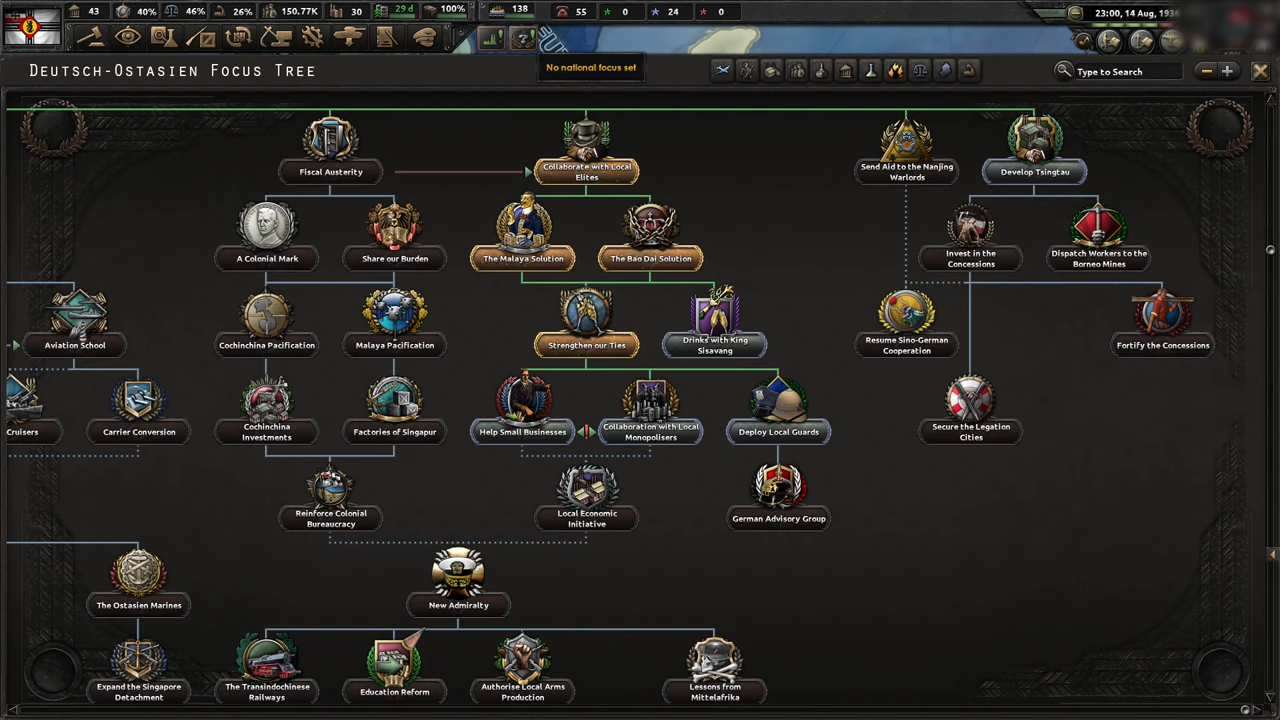 43 40% 46% 26% 150.77K 30 29 d 100% 138 55 0 24 0 23:00, 14 Aug, 1936
No national focus set
Deutsch-Ostasien Focus Tree
Type to Search
Fiscal Austerity
Collaborate with Local
Elites
Send Aid to the Nanjing
Warlords
Develop Tsingtau
A Colonial Mark
Share our Burden
The Malaya Solution
The Bao Dai Solution
Invest in the
Concessions
Dispatch Workers to the
Borneo Mines
Aviation School
Cochinchina Pacification
Malaya Pacification
Strengthen our Ties
Drinks with King
Sisavang
Resume Sino-German
Cooperation
Fortify the Concessions
Cruisers
Carrier Conversion
Cochinchina
Investments
Factories of Singapur
Help Small Businesses
Collaboration with Local
Monopolisers
Deploy Local Guards
Secure the Legation
Cities
Reinforce Colonial
Bureaucracy
Local Economic
Initiative
German Advisory Group
The Ostasien Marines
New Admiralty
Expand the Singapore
Detachment
The Transindochinese
Railways
Education Reform
Authorise Local Arms
Production
Lessons from
Mittelafrika